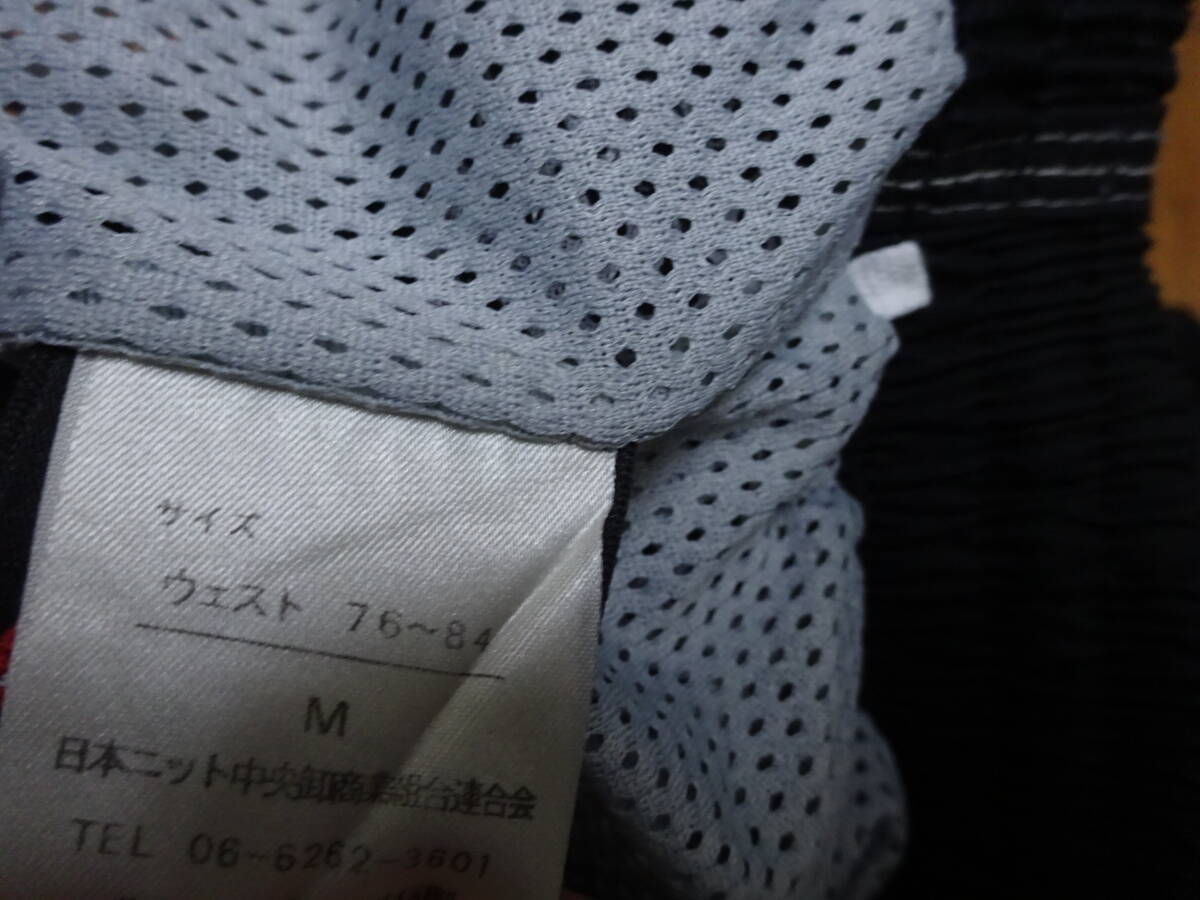 サイズ
ウェスト 76～84
M
日本ニット中央卸商業組合連合会
TEL 06-6262-3601